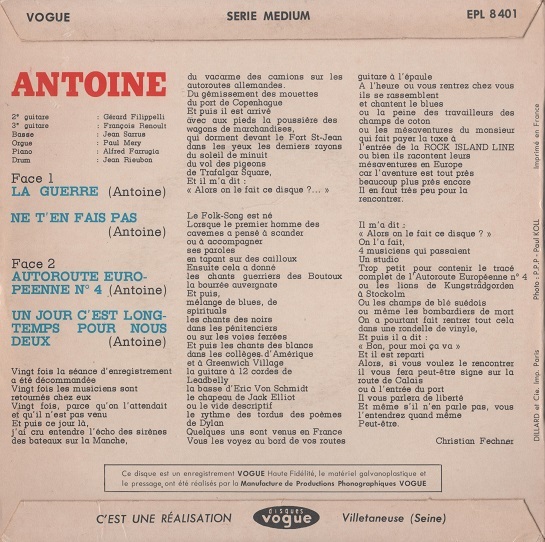 VOGUE
SERIE MEDIUM
EPL 8401
ANTOINE
2e guitare : Gérard Filippelli
3e guitare : François Renoult
Basse : Jean Sarrus
Orgue : Paul Mery
Piano : Alfred Farrugia
Drum : Jean Rieubon
Face 1
LA GUERRE (Antoine)
NE T'EN FAIS PAS
(Antoine)
Face 2
AUTOROUTE EURO-
PEENNE N° 4 (Antoine)
UN JOUR C'EST LONG-
TEMPS POUR NOUS
DEUX (Antoine)
Vingt fois la séance d'enregistrement
a été décommandée
Vingt fois les musiciens sont
retournés chez eux
Vingt fois, parce qu'on l'attendait
et qu'il n'est pas venu
Et puis ce jour là,
j'ai cru entendre l'écho des sirènes
des bateaux sur la Manche,
du vacarme des camions sur les
autoroutes allemandes.
Du gémissement des mouettes
du port de Copenhague
Et puis il est arrivé
avec aux pieds la poussière des
wagons de marchandises,
qui dorment devant le Fort St-Jean
dans les yeux les derniers rayons
du soleil de minuit
du vol des pigeons
de Trafalgar Square,
Et il m'a dit :
« Alors on le fait ce disque ?... »
Le Folk-Song est né
Lorsque le premier homme des
cavernes a pensé à scander
ou à accompagner
ses paroles
en tapant sur des cailloux
Ensuite cela a donné
les chants guerriers des Boutoux
la bourrée auvergnate
Et puis,
mélange de blues, de
spirituals
les chants des noirs
dans les pénitenciers
ou sur les voies ferrées
Et puis les chants des blancs
dans les collèges d'Amérique
et à Greenwich Village
la guitare à 12 cordes de
Leadbelly
la basse d'Eric Von Schmidt
le chapeau de Jack Elliot
ou le vide descriptif
le rythme des tordus des poèmes
de Dylan
Quelques uns sont venus en France
Vous les voyez au bord de vos routes
guitare à l'épaule
A l'heure ou vous rentrez chez vous
ils se rassemblent
et chantent le blues
ou la peine des travailleurs des
champs de coton
ou les mésaventures du monsieur
qui fait payer la taxe à
l'entrée de la ROCK ISLAND LINE
ou bien ils racontent leurs
mésaventures en Europe
car l'aventure est tout près
beaucoup plus près encore
Il en faut très peu pour la
rencontrer.
Il m'a dit :
« Alors on le fait ce disque ? »
On l'a fait,
4 musiciens qui passaient
Un studio
Trop petit pour contenir le tracé
complet de l'Autoroute Européenne n° 4
ou les lions de Kungstradgorden
à Stockolm
Ou les champs de blé suédois
ou même les bombardiers de mort
On a pourtant fait rentrer tout cela
dans une rondelle de vinyle,
Et puis il a dit :
« Bon, pour moi ça va »
Et il est reparti
Alors, si vous voulez le rencontrer
il vous fera peut-être signe sur la
route de Calais
ou à l'entrée du port
Il vous parlera de liberté
Et même s'il n'en parle pas, vous
l'entendrez quand même
Peut-être.
Christian Fechner
Imprimé en France
Photo : P.P.P - Paul KOLL
DILLARD et Cie. Imp. Paris
Ce disque est un enregistrement VOGUE Haute Fidélité, le matériel galvanoplastique et
le pressage, ont été réalisés par la Manufacture de Productions Phonographiques VOGUE
C'EST UNE RÉALISATION
disques
vogue
Villetaneuse (Seine)